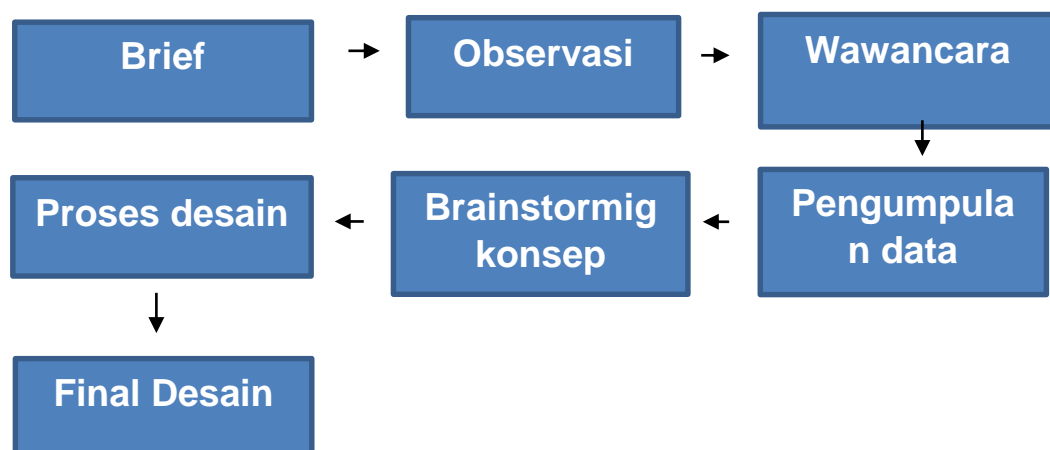 Brief
Observasi
Wawancara
Pengumpula
n data
Brainstormig
konsep
Proses desain
Final Desain